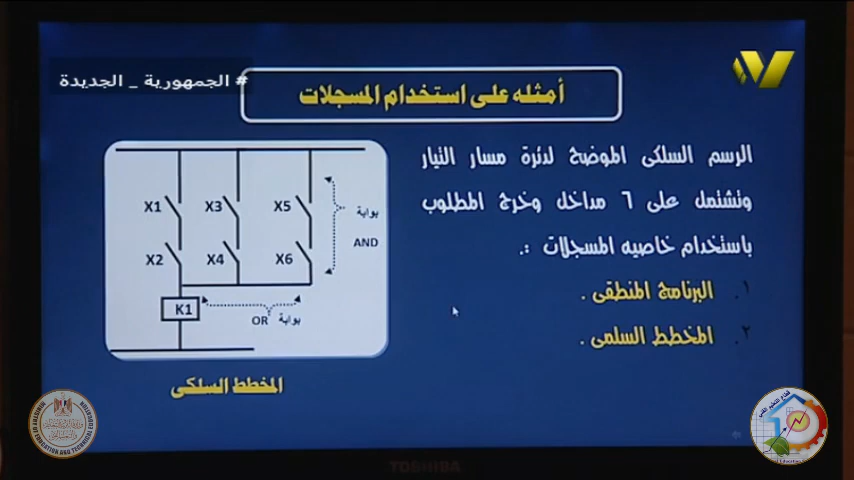 # الجمهورية _ الجديدة
أمثله على استخدام المسجلات
الرسم السلكى الموضح لدئرة مسار التيار
وتشتمل على ٦ مداخل وخرج المطلوب
باستخدام خاصيه المسجلات :.
١. البرنامج المنطقى .
٢. المخطط السلمى .
X1 X3 X5
بوابة
AND
X2 X4 X6
K1
بوابة OR
المخطط السلكى
TOSHIBA